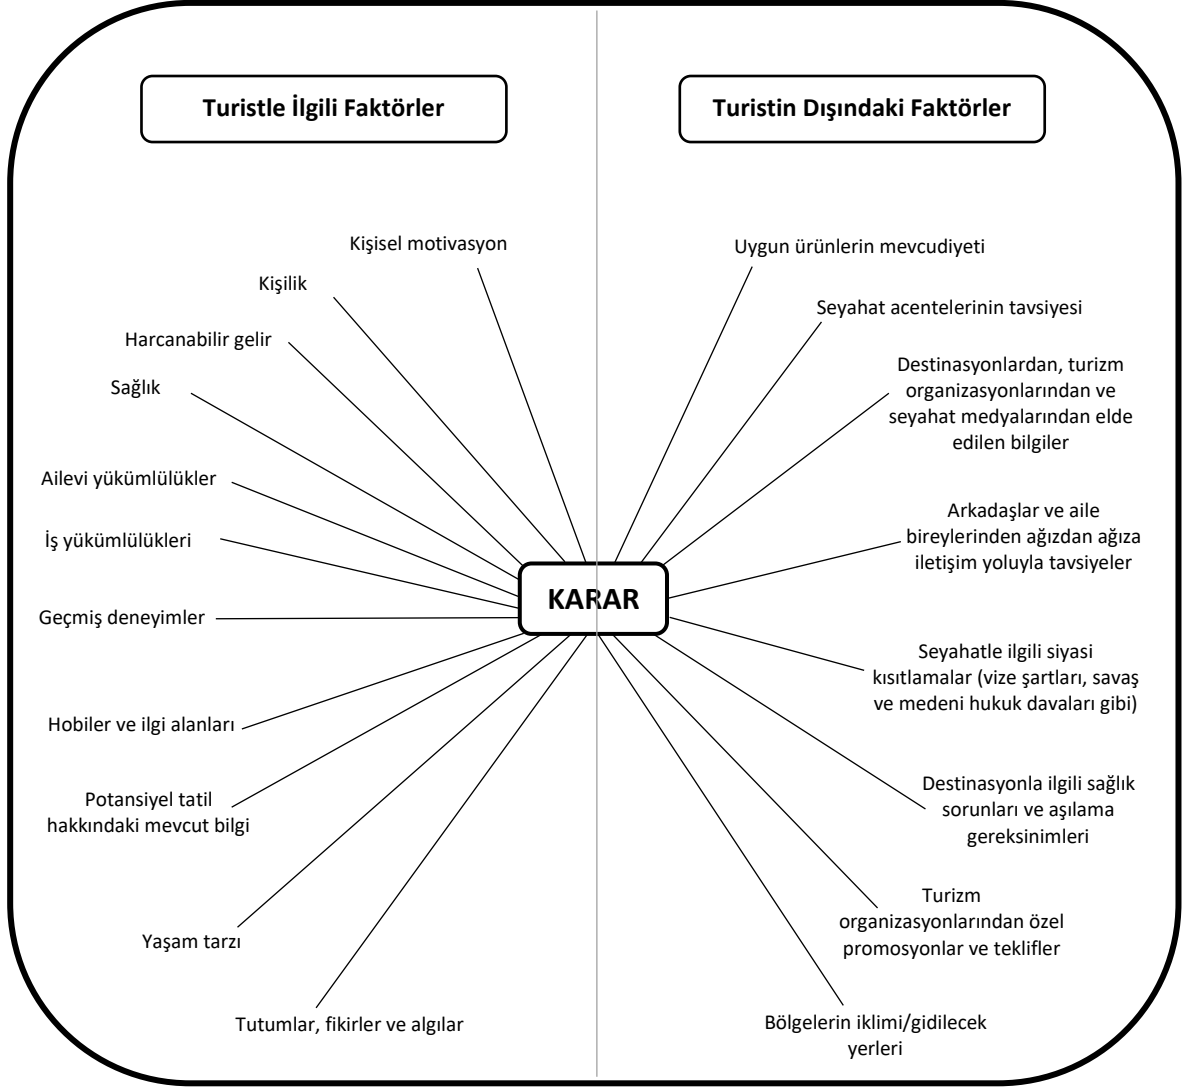 Turistle İlgili Faktörler
Turistin Dışındaki Faktörler
Kişisel motivasyon
Kişilik
Harcanabilir gelir
Sağlık
Ailevi yükümlülükler
İş yükümlülükleri
Geçmiş deneyimler
Hobiler ve ilgi alanları
Potansiyel tatil
hakkındaki mevcut bilgi
Yaşam tarzı
Tutumlar, fikirler ve algılar
KARAR
Uygun ürünlerin mevcudiyeti
Seyahat acentelerinin tavsiyesi
Destinasyonlardan, turizm
organizasyonlarından ve
seyahat medyalarından elde
edilen bilgiler
Arkadaşlar ve aile
bireylerinden ağızdan ağıza
iletişim yoluyla tavsiyeler
Seyahatle ilgili siyasi
kısıtlamalar (vize şartları, savaş
ve medeni hukuk davaları gibi)
Destinasyonla ilgili sağlık
sorunları ve aşılama
gereksinimleri
Turizm
organizasyonlarından özel
promosyonlar ve teklifler
Bölgelerin iklimi/gidilecek
yerleri